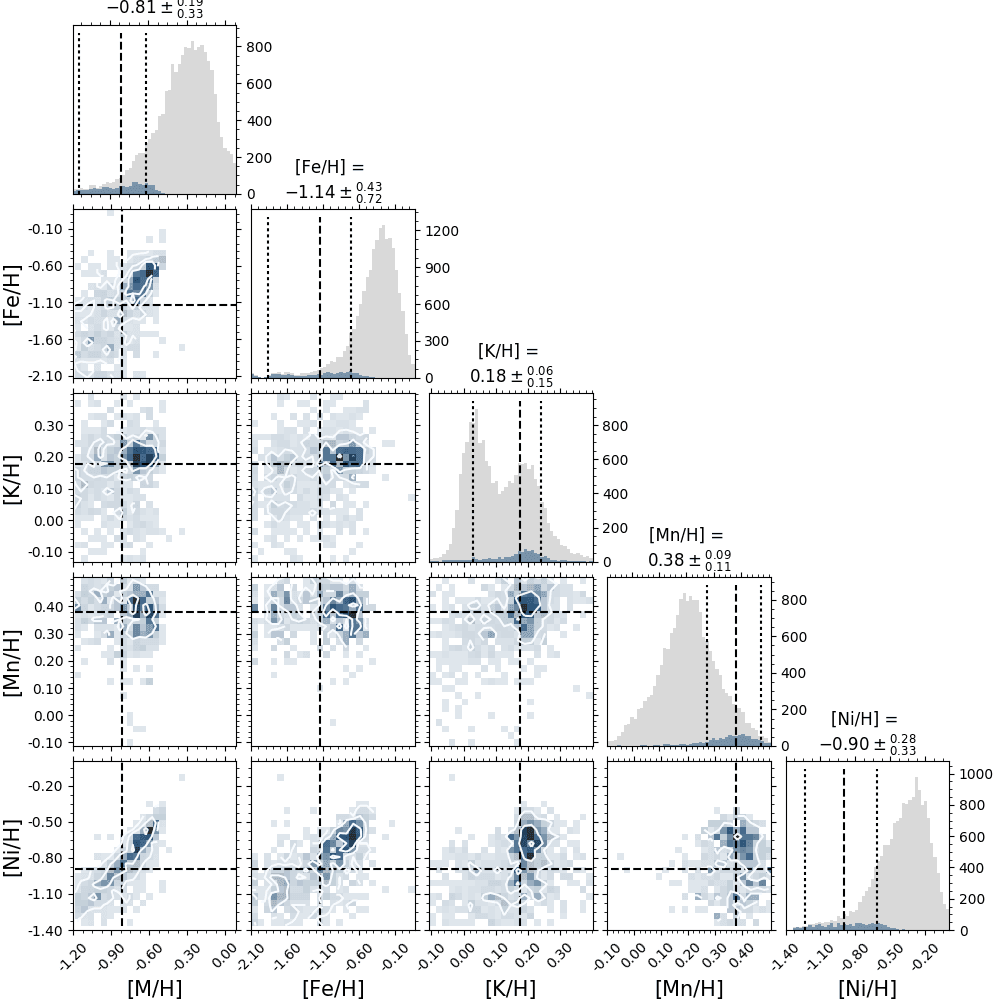 −0.81 ± 0.19 0.33
800
600
400
200
0
[Fe/H] =
−1.14 ± 0.43 0.72
[Fe/H]
-0.10
-0.60
-1.10
-1.60
-2.10
1200
900
600
300
0
[K/H] =
0.18 ± 0.06 0.15
[K/H]
0.30
0.20
0.10
0.00
-0.10
800
600
400
200
0
[Mn/H] =
0.38 ± 0.09 0.11
[Mn/H]
0.40
0.30
0.20
0.10
0.00
-0.10
800
600
400
200
0
[Ni/H] =
−0.90 ± 0.28 0.33
[Ni/H]
-0.20
-0.50
-0.80
-1.10
-1.40
1000
800
600
400
200
0
-1.20 -0.90 -0.60 -0.30 0.00
-2.10 -1.60 -1.10 -0.60 -0.10
-0.10 0.00 0.10 0.20 0.30
-0.10 0.00 0.10 0.20 0.30 0.40
-1.40 -1.10 -0.80 -0.50 -0.20
[M/H] [Fe/H] [K/H] [Mn/H] [Ni/H]